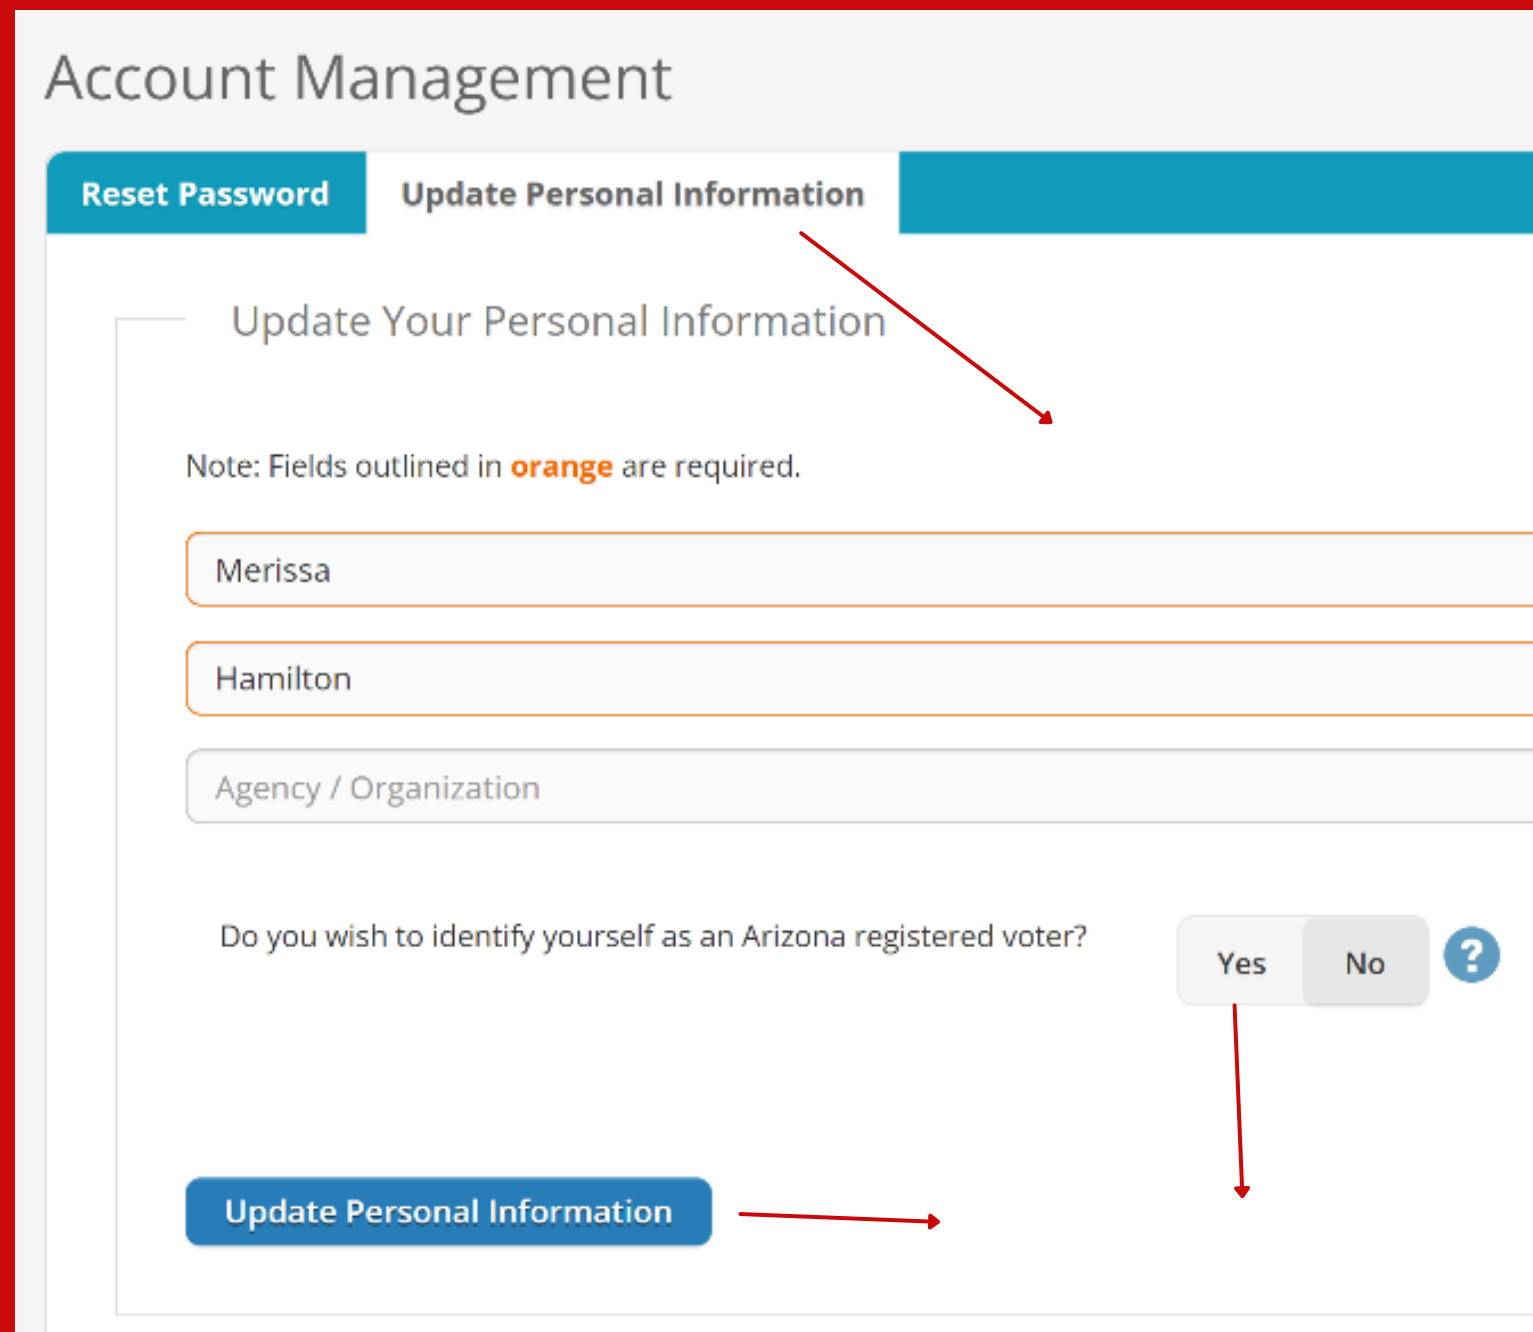 Account Management
Reset Password
Update Personal Information
Update Your Personal Information
Note: Fields outlined in orange are required.
Merissa
Hamilton
Agency / Organization
Do you wish to identify yourself as an Arizona registered voter?
Yes
No
?
Update Personal Information